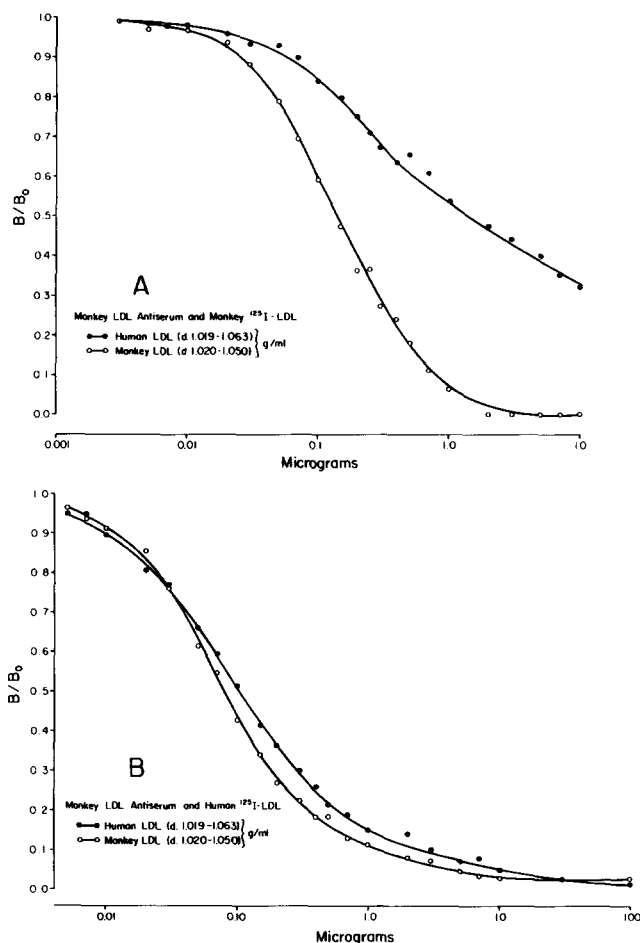 1.0
0.9
0.8
0.7
0.6
0.5
0.4
0.3
0.2
0.1
0.0
B/B₀
A
Monkey LDL Antiserum and Monkey ¹²⁵I-LDL
Human LDL (d 1.019-1.063)
Monkey LDL (d 1.020-1.050)
g/ml
0.001 0.01 0.1 1.0 10
Micrograms
1.0
0.9
0.8
0.7
0.6
0.5
0.4
0.3
0.2
0.1
0.0
B/B₀
B
Monkey LDL Antiserum and Human ¹²⁵I-LDL
Human LDL (d. 1.019-1.063)
Monkey LDL (d. 1.020-1.050)
g/ml
0.01 0.10 1.0 10 100
Micrograms